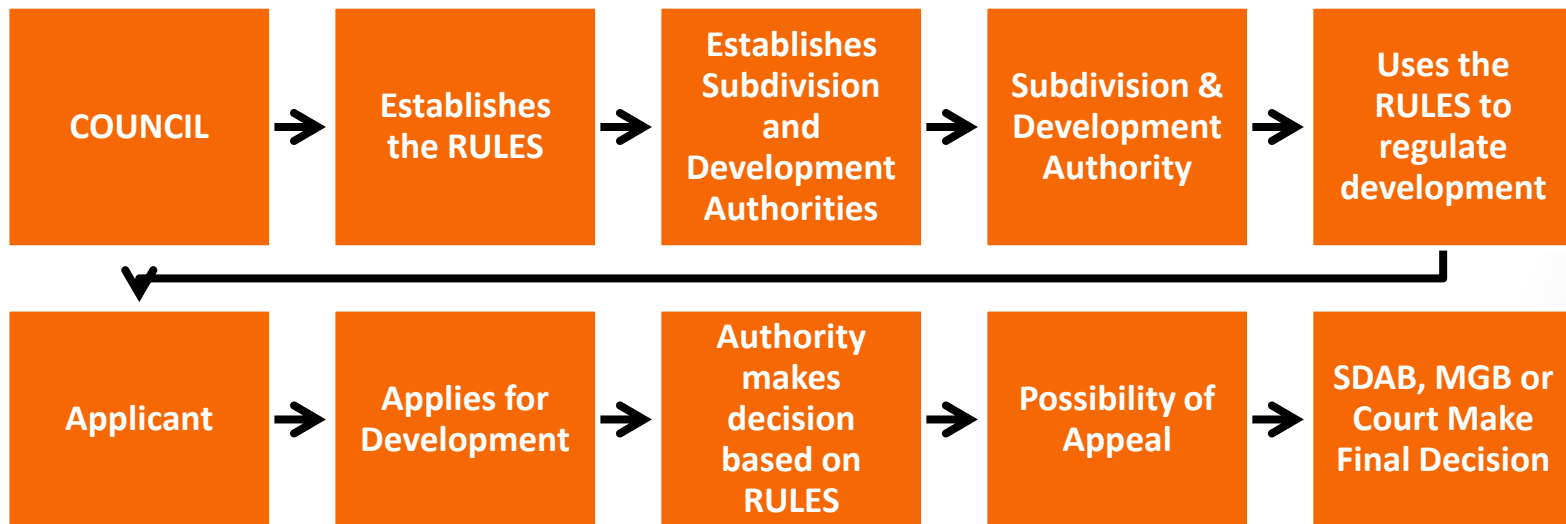 COUNCIL
Establishes
the RULES
Establishes
Subdivision
and
Development
Authorities
Subdivision &
Development
Authority
Uses the
RULES to
regulate
development
Applicant
Applies for
Development
Authority
makes
decision
based on
RULES
Possibility of
Appeal
SDAB, MGB or
Court Make
Final Decision